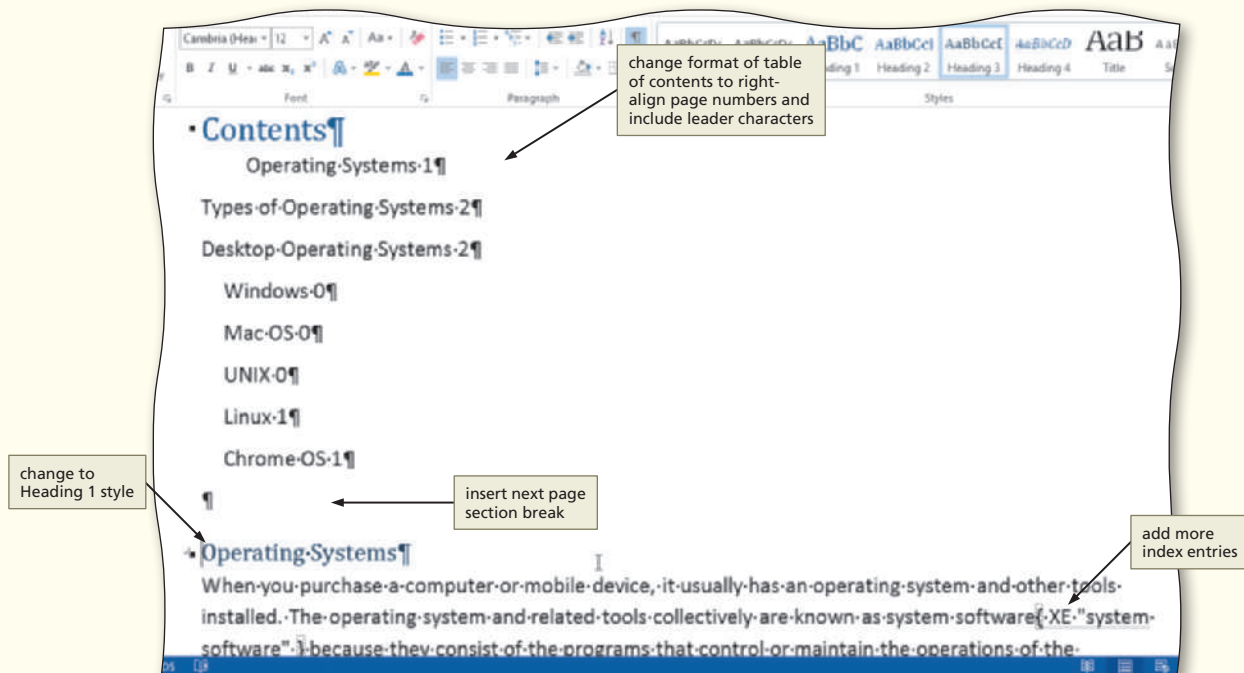 Cambria (Hea 12 Aa
B I U abc x₂ x² A A
AaBbC AaBbCcI AaBbCcI AaBbCcD AaB
ding 1 Heading 2 Heading 3 Heading 4 Title
Font Paragraph Styles
change format of table
of contents to right-
align page numbers and
include leader characters
▪Contents¶
Operating·Systems·1¶
Types·of·Operating·Systems·2¶
Desktop·Operating·Systems·2¶
Windows·0¶
Mac·OS·0¶
UNIX·0¶
Linux·1¶
Chrome·OS·1¶
change to
Heading 1 style
¶
insert next page
section break
▪Operating·Systems¶
add more
index entries
When·you·purchase·a·computer·or·mobile·device,·it·usually·has·an·operating·system·and·other·tools·
installed.·The·operating·system·and·related·tools·collectively·are·known·as·system·software{·XE·"system·
software"·}·because·they·consist·of·the·programs·that·control·or·maintain·the·operations·of·the·